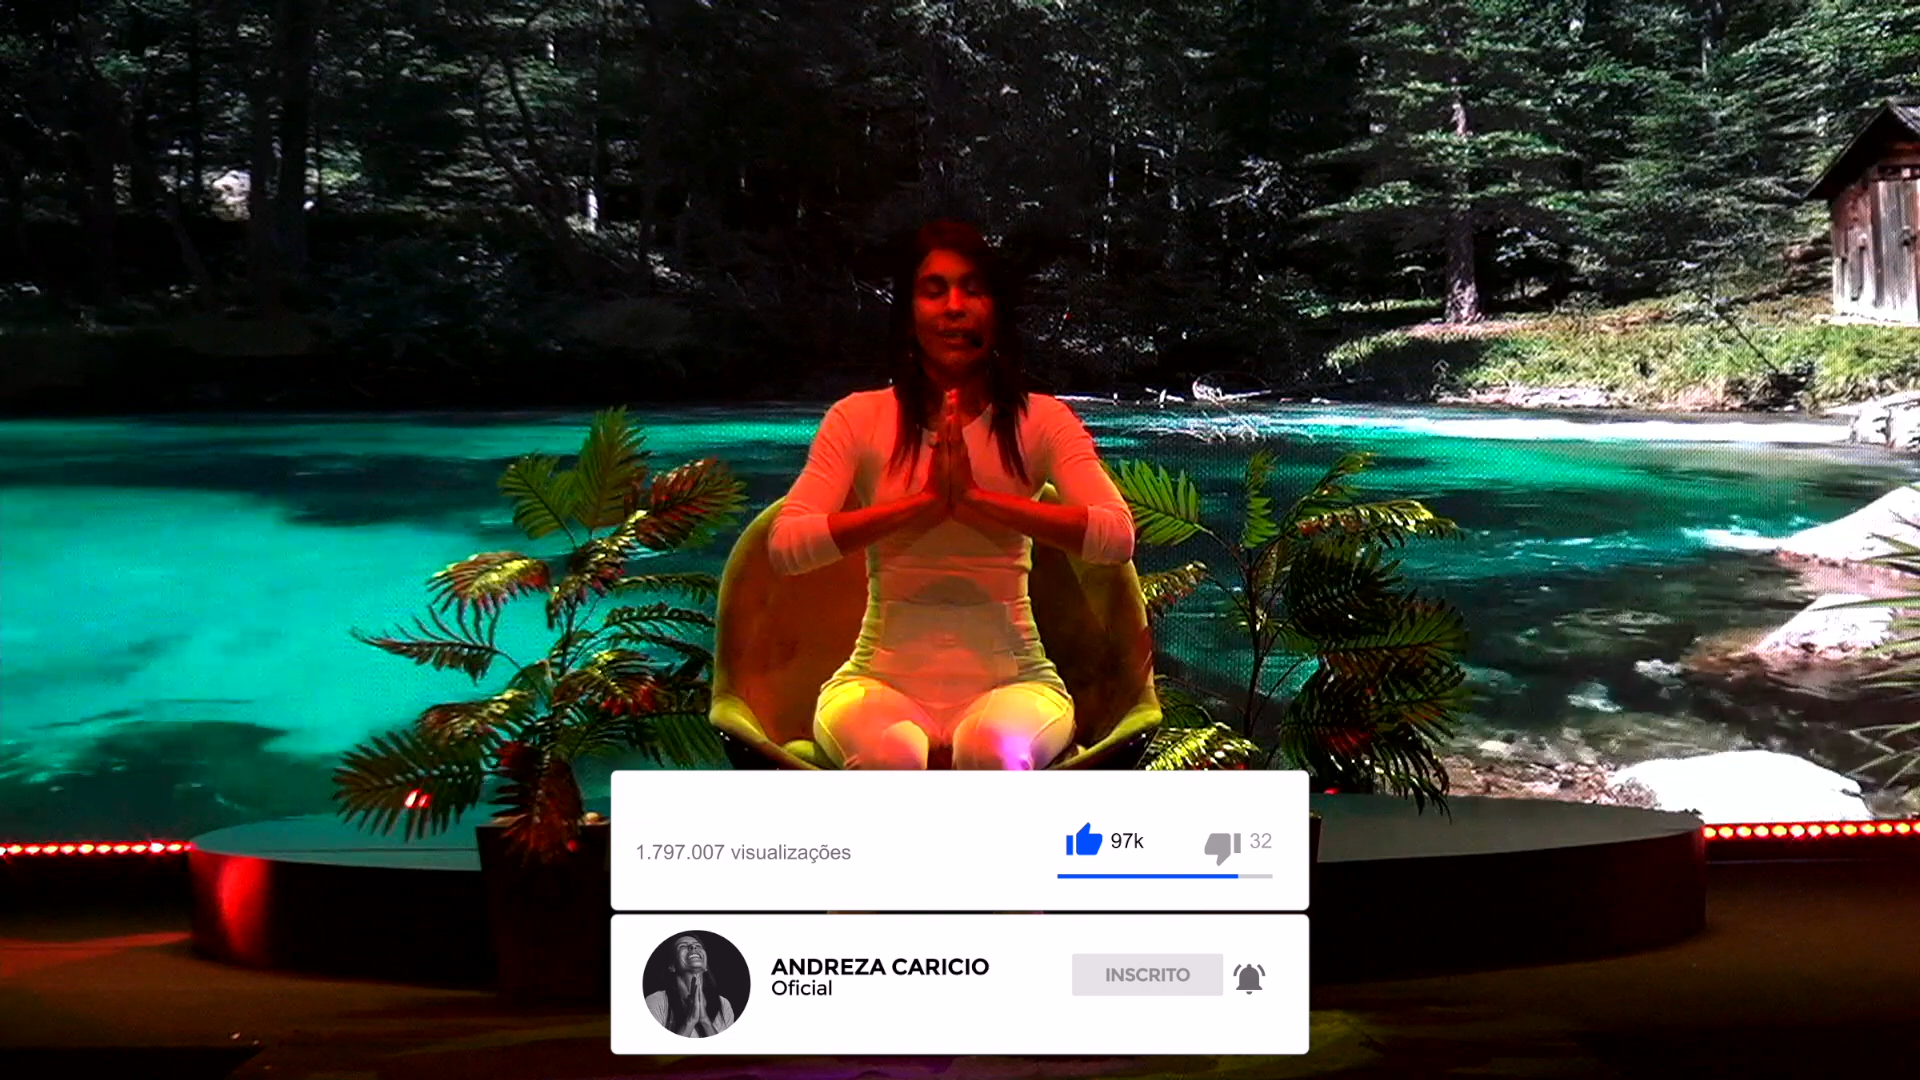 1.797.007 visualizações
97k
32
ANDREZA CARICIO
Oficial
INSCRITO